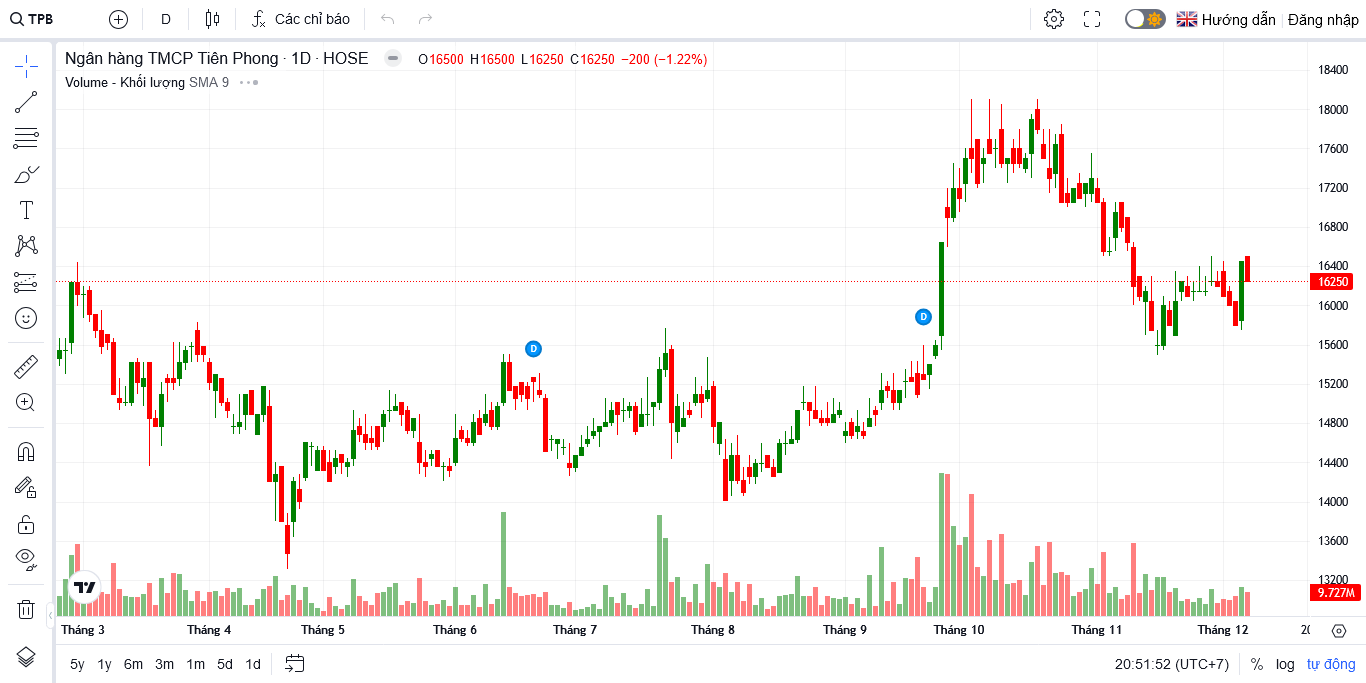 TPB D Các chỉ báo Hướng dẫn Đăng nhập
Ngân hàng TMCP Tiên Phong · 1D · HOSE O16500 H16500 L16250 C16250 −200 (−1.22%)
Volume - Khối lượng SMA 9
18400
18000
17600
17200
16800
16400
16250
16000
15600
15200
14800
14400
14000
13600
13200
9.727M
D
D
Tháng 3 Tháng 4 Tháng 5 Tháng 6 Tháng 7 Tháng 8 Tháng 9 Tháng 10 Tháng 11 Tháng 12
5y 1y 6m 3m 1m 5d 1d 20:51:52 (UTC+7) % log tự động